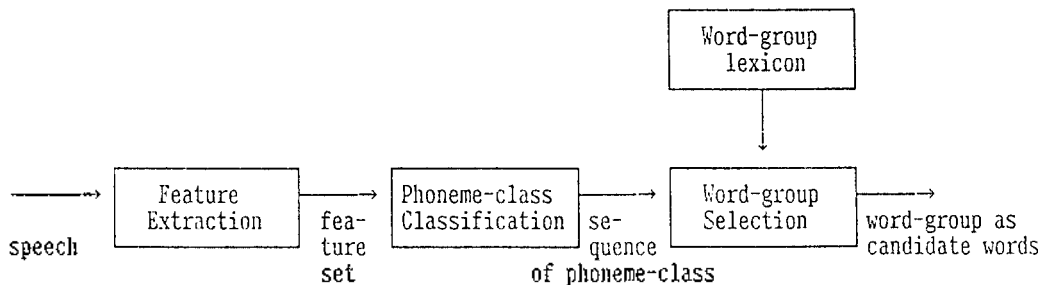 Word-group
lexicon
Feature
Extraction
Phoneme-class
Classification
Word-group
Selection
speech
fea-
ture
set
se-
quence
of phoneme-class
word-group as
candidate words